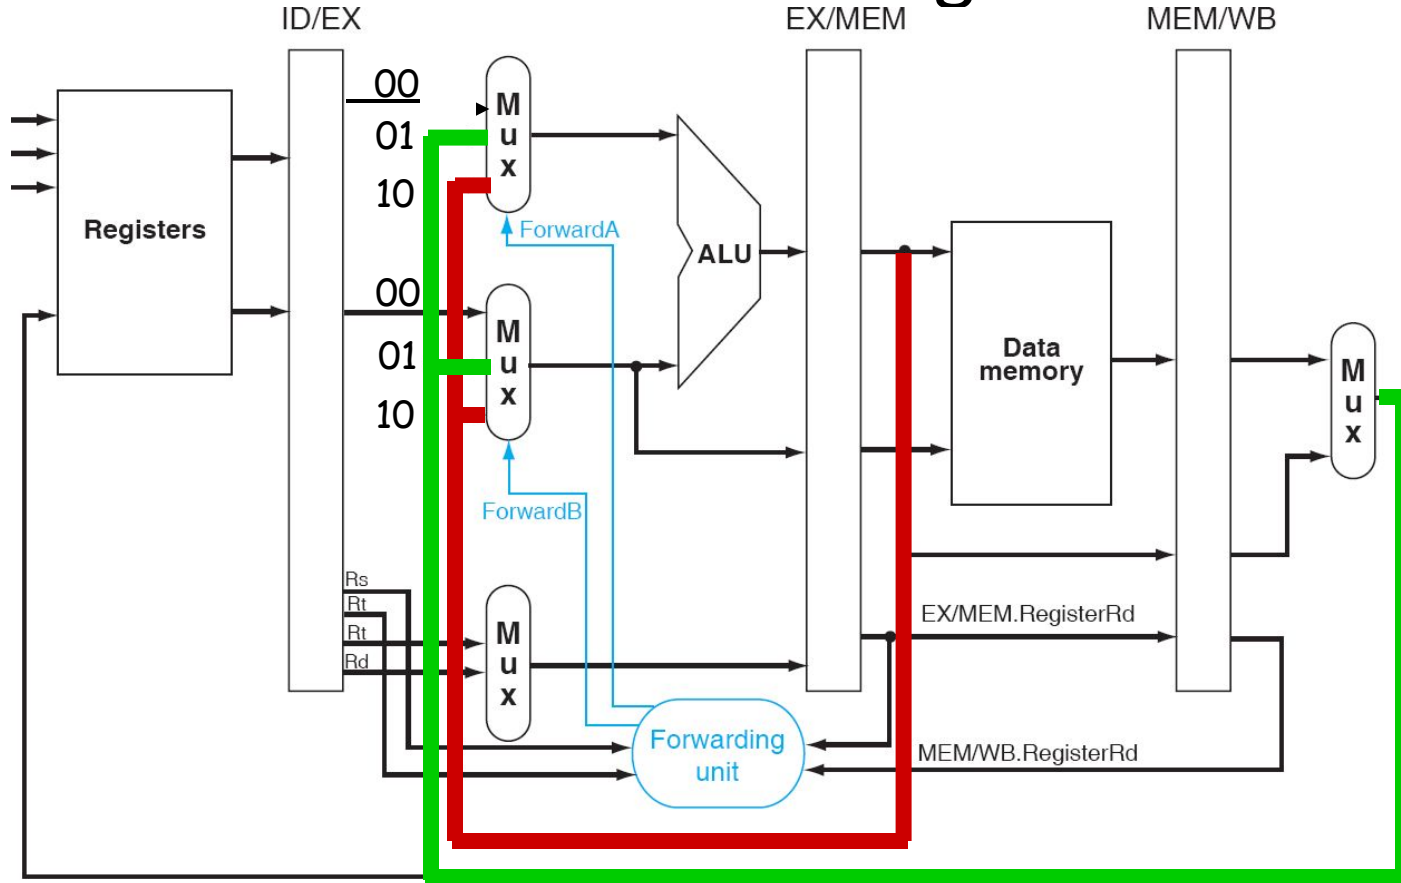 g
ID/EX
EX/MEM
MEM/WB
00
01
10
M
u
x
ForwardA
Registers
ALU
00
01
10
M
u
x
Data
memory
M
u
x
ForwardB
Rs
Rt
Rt
Rd
M
u
x
EX/MEM.RegisterRd
Forwarding
unit
MEM/WB.RegisterRd